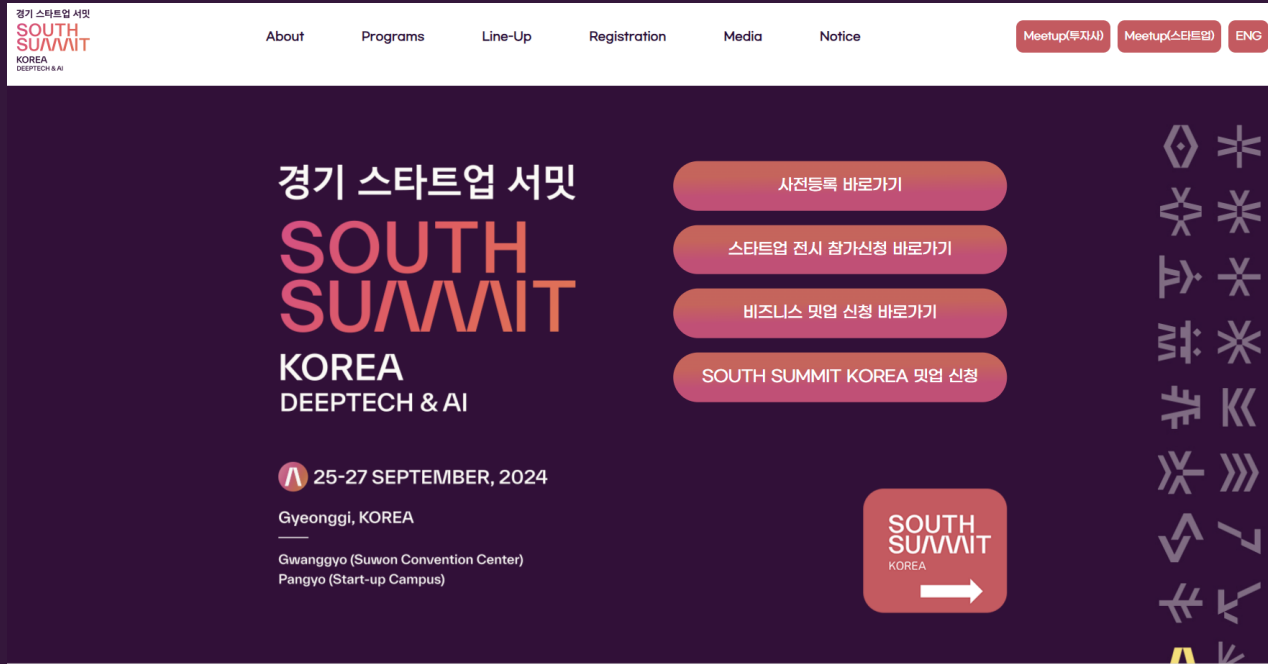 경기 스타트업 서밋
SOUTH
SUMMIT
KOREA
DEEPTECH & AI
About Programs Line-Up Registration Media Notice
Meetup(투자사) Meetup(스타트업) ENG
경기 스타트업 서밋
SOUTH
SUMMIT
KOREA
DEEPTECH & AI
25-27 SEPTEMBER, 2024
Gyeonggi, KOREA
Gwanggyo (Suwon Convention Center)
Pangyo (Start-up Campus)
사전등록 바로가기
스타트업 전시 참가신청 바로가기
비즈니스 밋업 신청 바로가기
SOUTH SUMMIT KOREA 밋업 신청
SOUTH
SUMMIT
KOREA